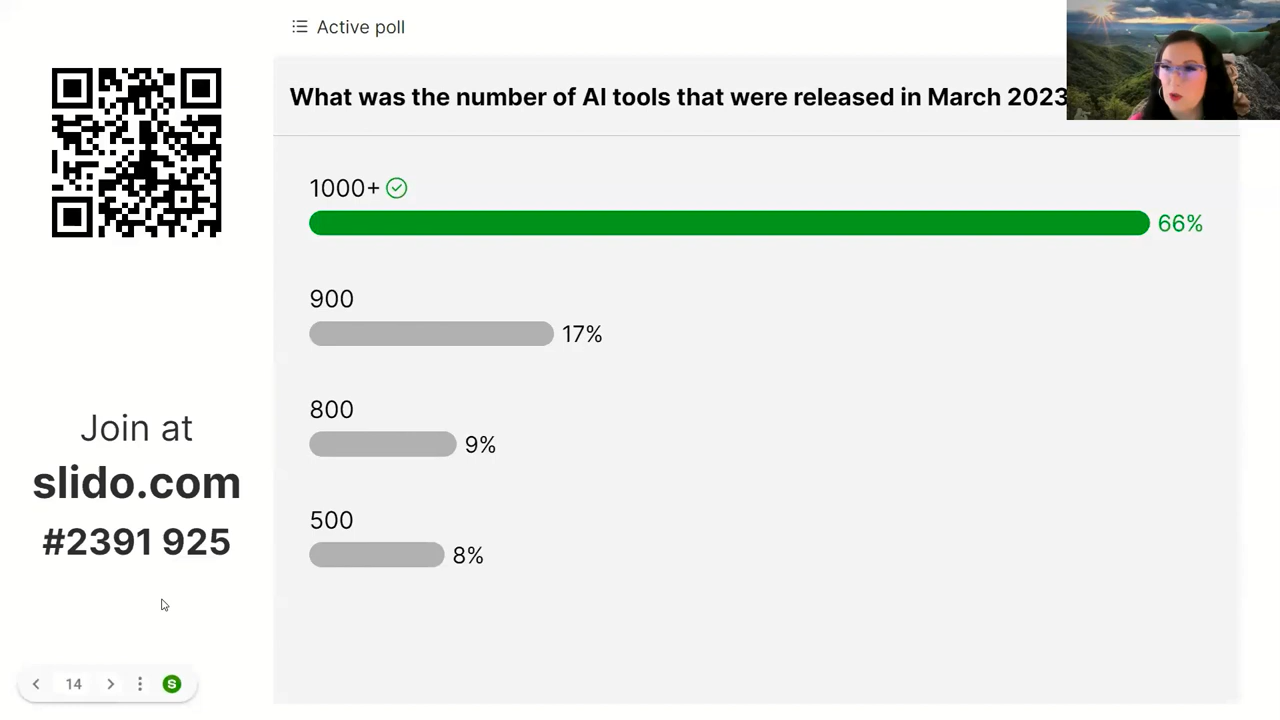 Active poll
What was the number of AI tools that were released in March 2023
1000+
66%
900
17%
800
9%
500
8%
Join at
slido.com
#2391 925
14
S